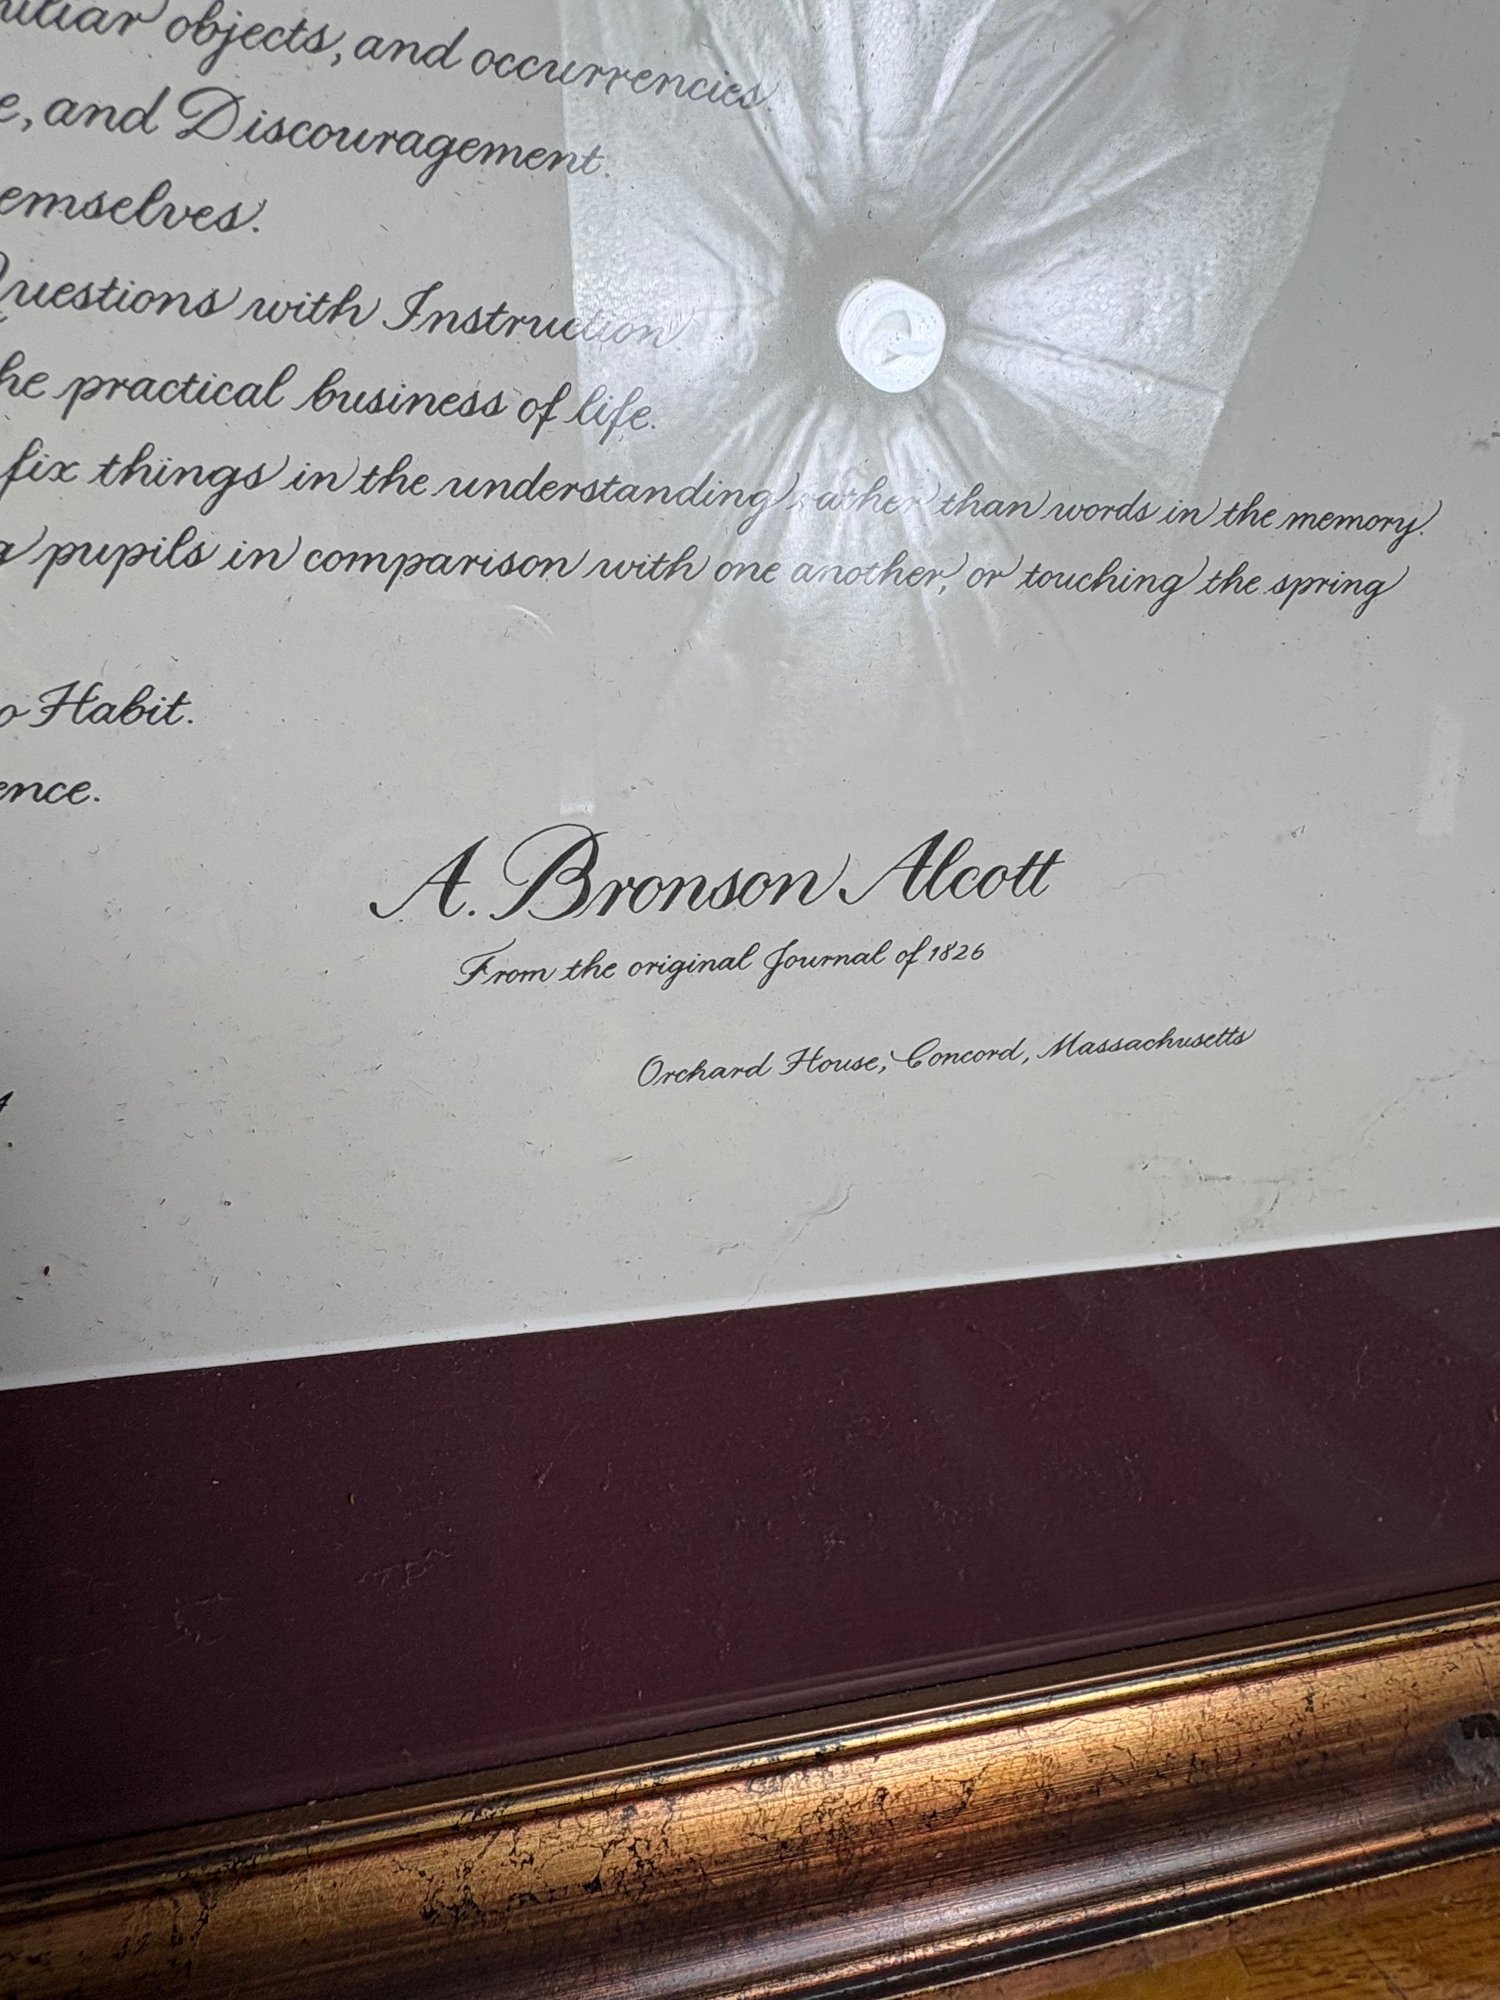 objects, and occurrencies.
and Discouragement.
emselves.
Questions with Instruction
he practical business of life.
fix things in the understanding rather than words in the memory.
pupils in comparison with one another, or touching the spring
Habit.
ence.
A. Bronson Alcott
From the original Journal of 1826
Orchard House, Concord, Massachusetts